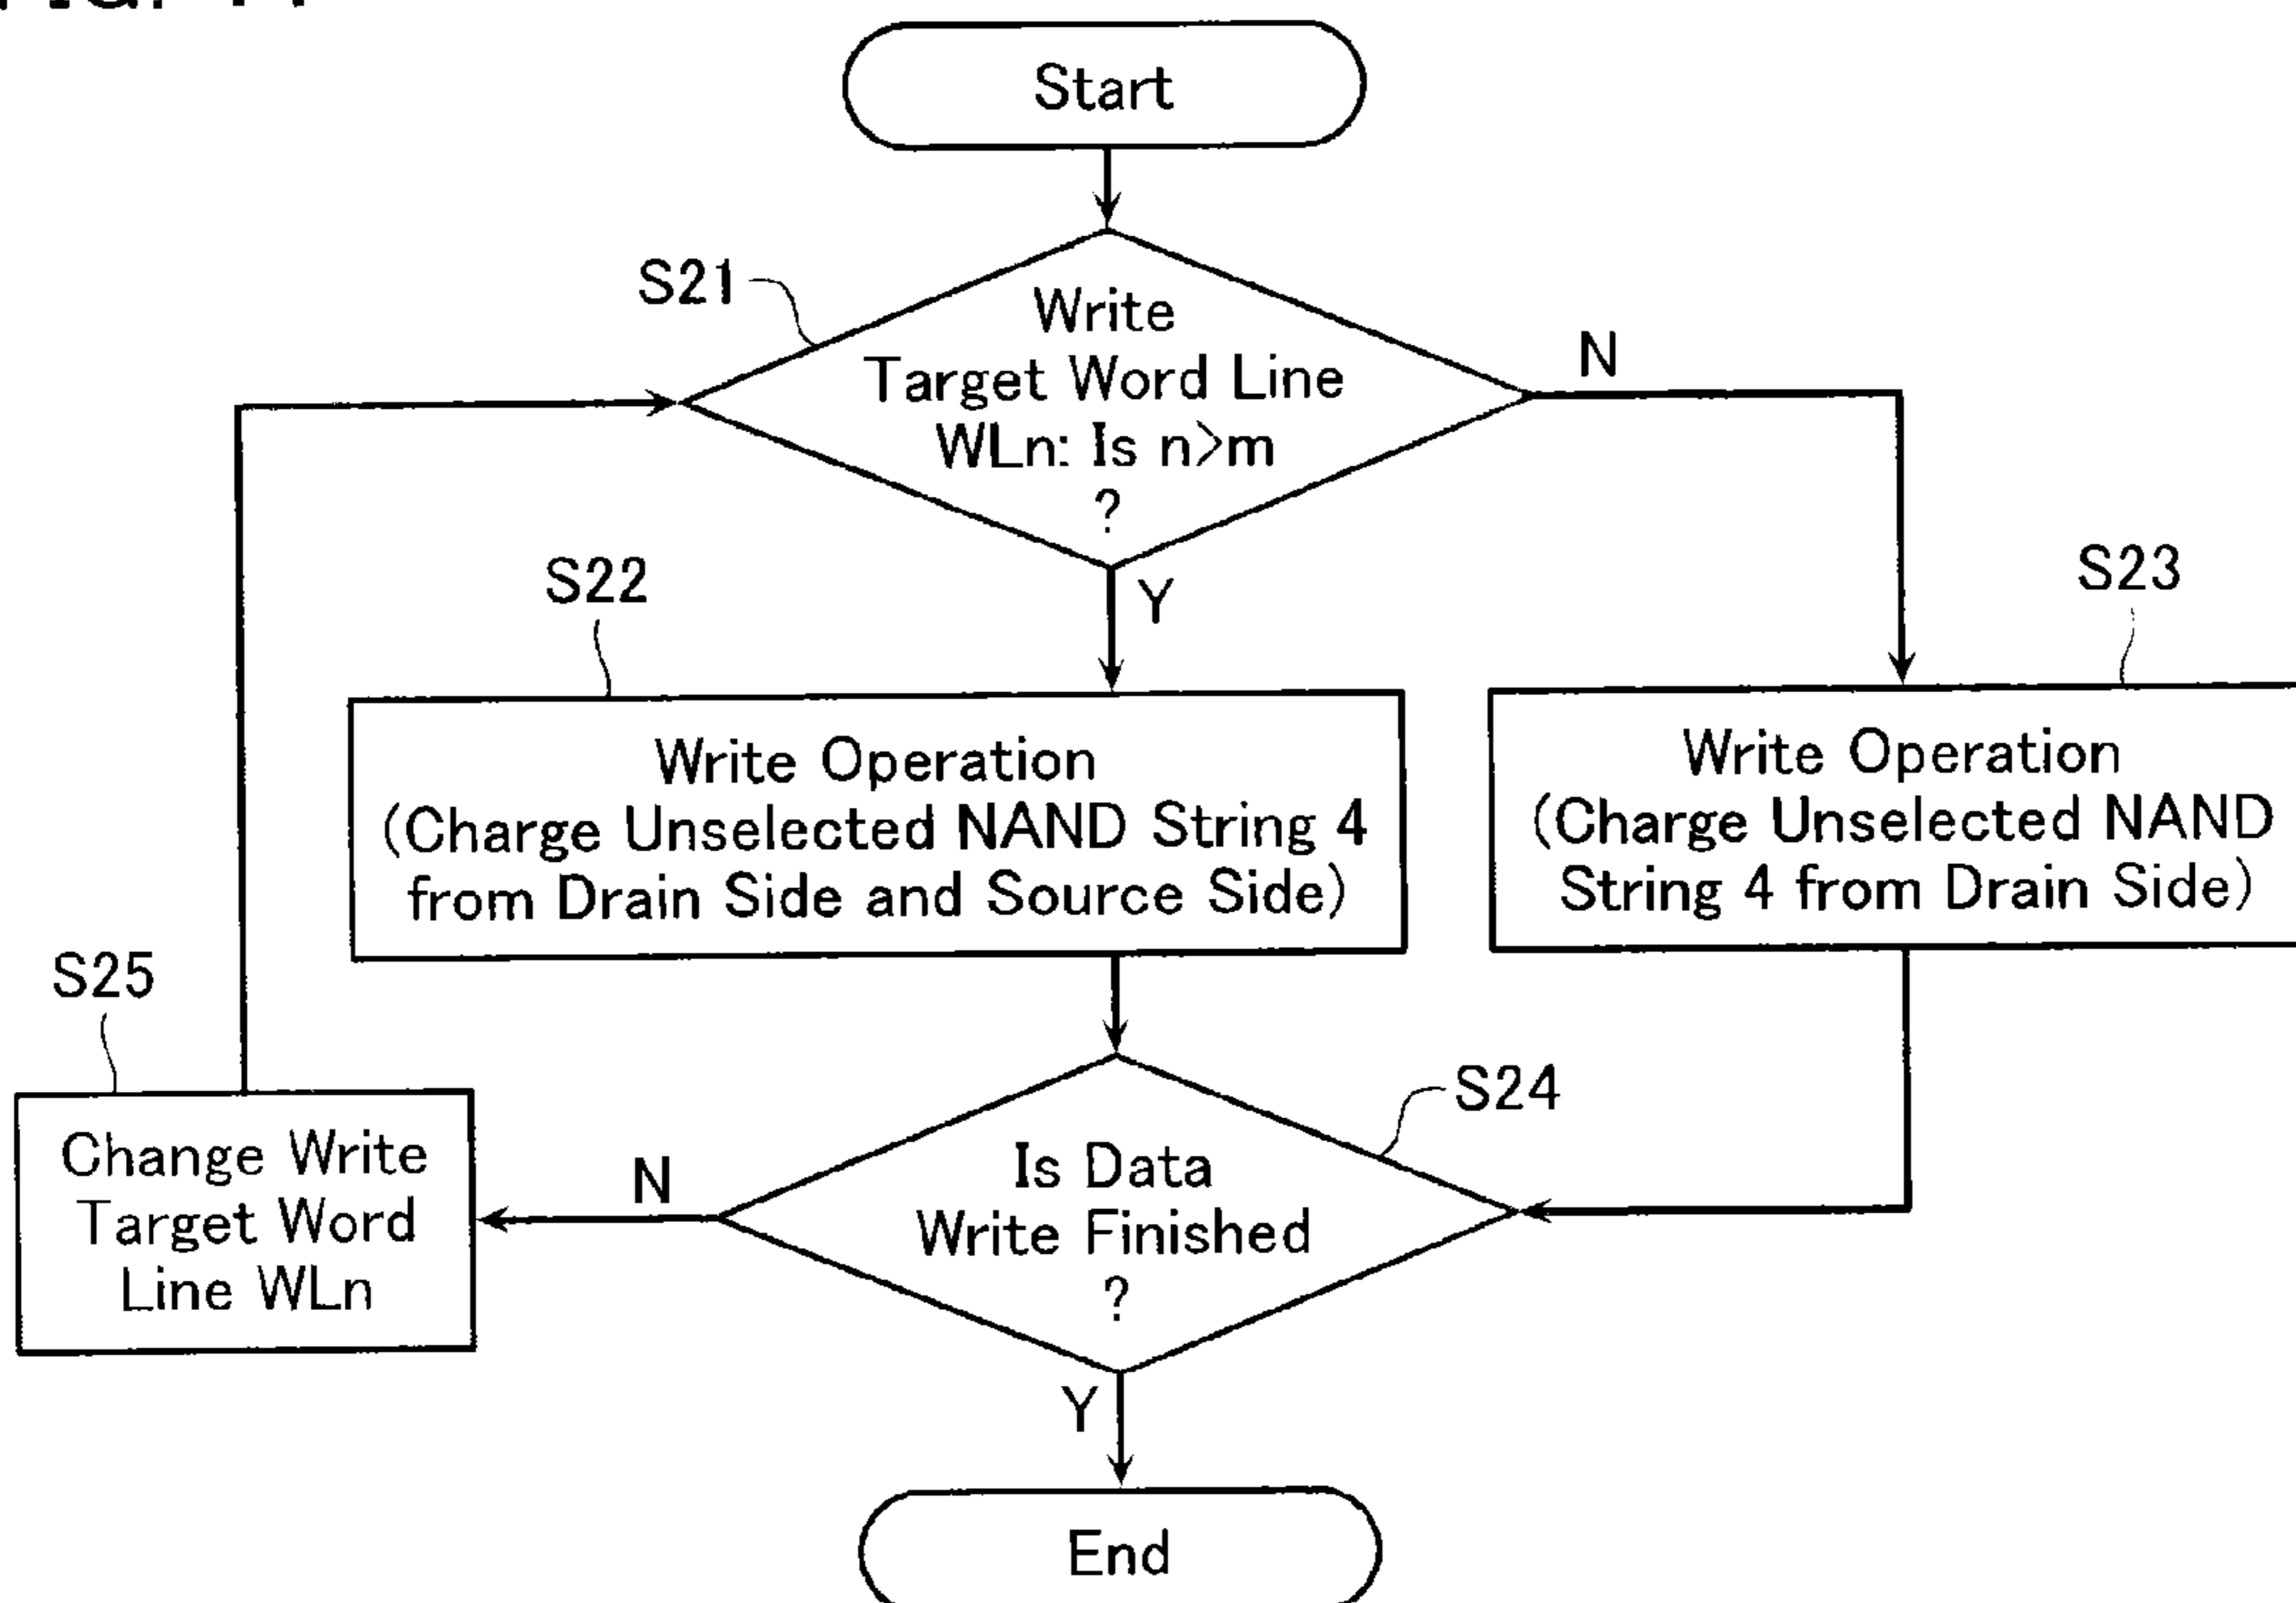 Start
S21
Write
Target Word Line
WLn: Is n>m
?
N
Y
S22
Write Operation
(Charge Unselected NAND String 4
from Drain Side and Source Side)
S23
Write Operation
(Charge Unselected NAND
String 4 from Drain Side)
S25
Change Write
Target Word
Line WLn
N
S24
Is Data
Write Finished
?
Y
End